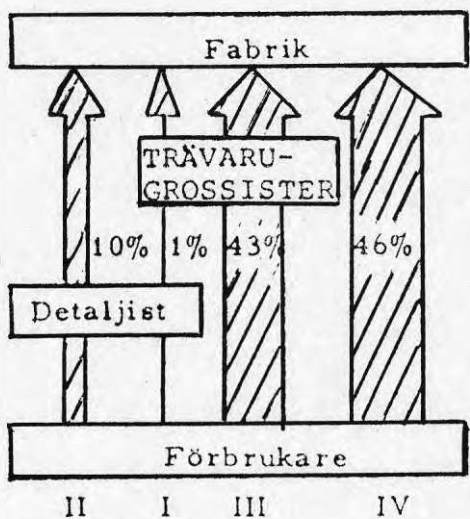 Fabrik
TRÄVARU-
GROSSISTER
10% 1% 43% 46%
Detaljist
Förbrukare
II I III IV